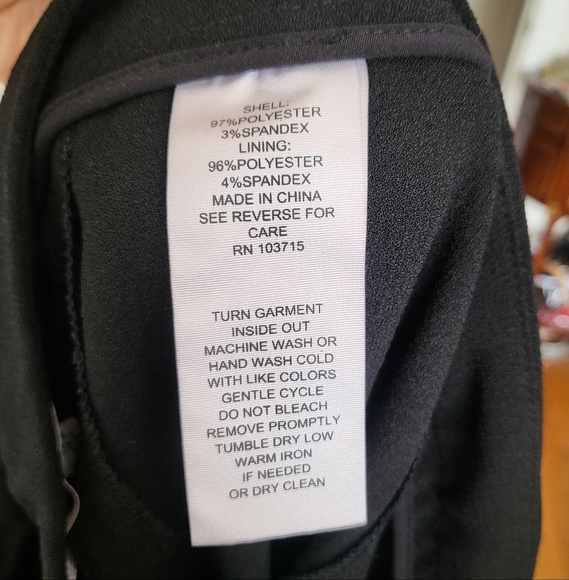 SHELL:
97%POLYESTER
3%SPANDEX
LINING:
96%POLYESTER
4%SPANDEX
MADE IN CHINA
SEE REVERSE FOR
CARE
RN 103715
TURN GARMENT
INSIDE OUT
MACHINE WASH OR
HAND WASH COLD
WITH LIKE COLORS
GENTLE CYCLE
DO NOT BLEACH
REMOVE PROMPTLY
TUMBLE DRY LOW
WARM IRON
IF NEEDED
OR DRY CLEAN